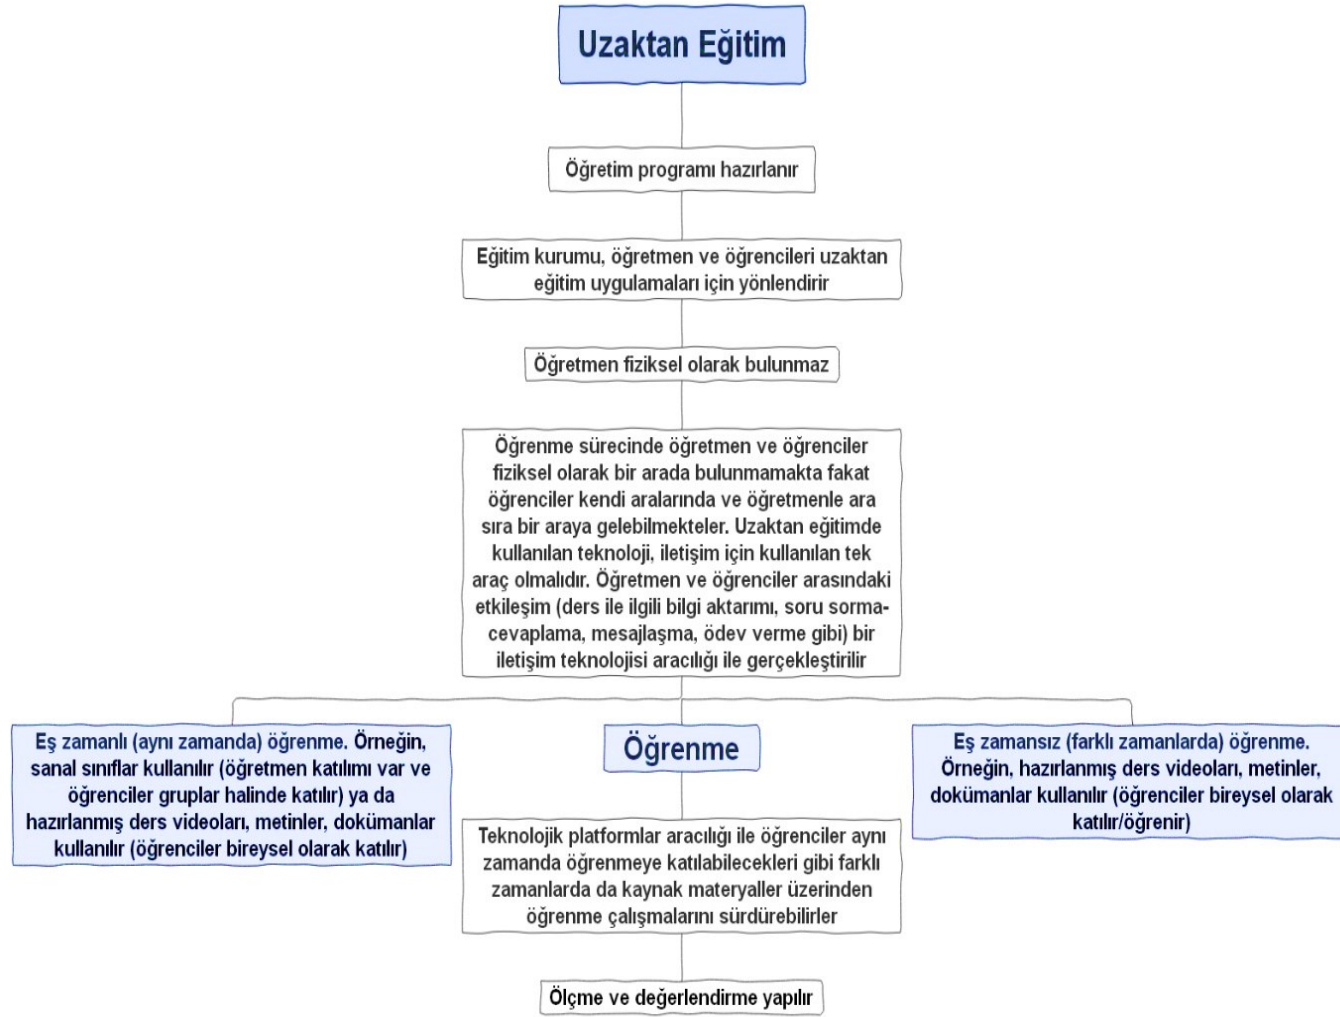 Uzaktan Eğitim
Öğretim programı hazırlanır
Eğitim kurumu, öğretmen ve öğrencileri uzaktan
eğitim uygulamaları için yönlendirir
Öğretmen fiziksel olarak bulunmaz
Öğrenme sürecinde öğretmen ve öğrenciler
fiziksel olarak bir arada bulunmamakta fakat
öğrenciler kendi aralarında ve öğretmenle ara
sıra bir araya gelebilmekteler. Uzaktan eğitimde
kullanılan teknoloji, iletişim için kullanılan tek
araç olmalıdır. Öğretmen ve öğrenciler arasındaki
etkileşim (ders ile ilgili bilgi aktarımı, soru sorma-
cevaplama, mesajlaşma, ödev verme gibi) bir
iletişim teknolojisi aracılığı ile gerçekleştirilir
Eş zamanlı (aynı zamanda) öğrenme. Örneğin,
sanal sınıflar kullanılır (öğretmen katılımı var ve
öğrenciler gruplar halinde katılır) ya da
hazırlanmış ders videoları, metinler, dokümanlar
kullanılır (öğrenciler bireysel olarak katılır)
Öğrenme
Teknolojik platformlar aracılığı ile öğrenciler aynı
zamanda öğrenmeye katılabilecekleri gibi farklı
zamanlarda da kaynak materyaller üzerinden
öğrenme çalışmalarını sürdürebilirler
Eş zamansız (farklı zamanlarda) öğrenme.
Örneğin, hazırlanmış ders videoları, metinler,
dokümanlar kullanılır (öğrenciler bireysel olarak
katılır/öğrenir)
Ölçme ve değerlendirme yapılır